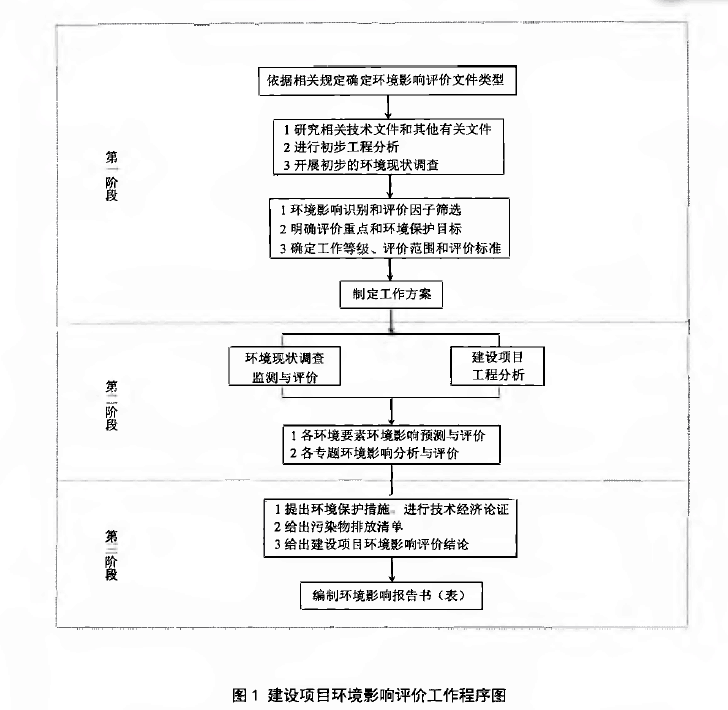 依据相关规定确定环境影响评价文件类型
1 研究相关技术文件和其他有关文件
2 进行初步工程分析
3 开展初步的环境现状调查
第一阶段
1 环境影响识别和评价因子筛选
2 明确评价重点和环境保护目标
3 确定工作等级、评价范围和评价标准
制定工作方案
环境现状调查
监测与评价
建设项目
工程分析
第二阶段
1 各环境要素环境影响预测与评价
2 各专题环境影响分析与评价
1 提出环境保护措施，进行技术经济论证
2 给出污染物排放清单
3 给出建设项目环境影响评价结论
第三阶段
编制环境影响报告书（表）
图 1 建设项目环境影响评价工作程序图